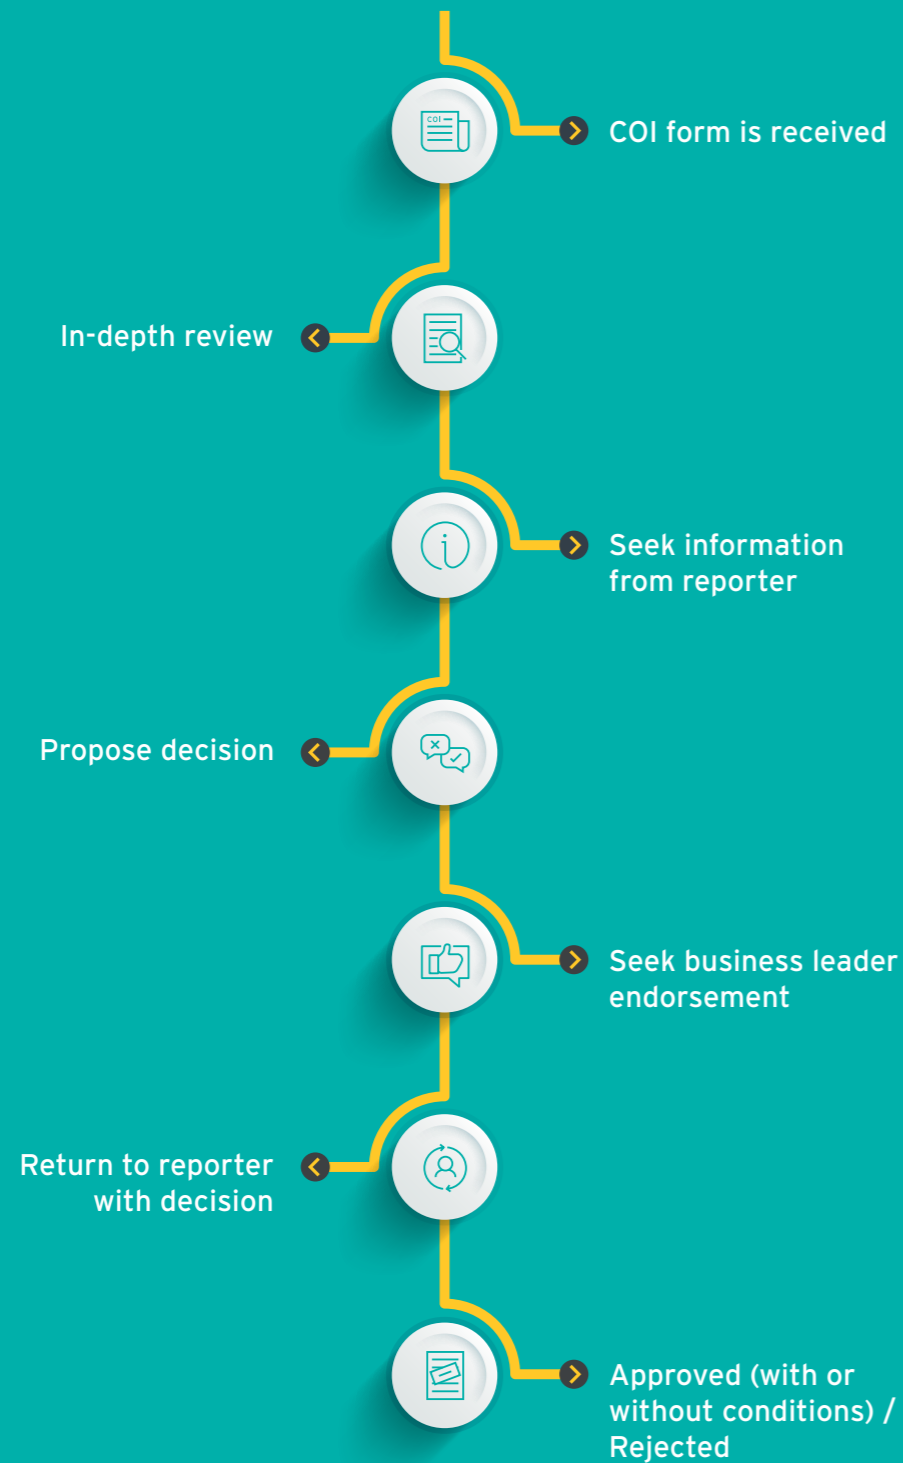 COI
COI form is received
In-depth review
Seek information
from reporter
Propose decision
Seek business leader
endorsement
Return to reporter
with decision
Approved (with or
without conditions) /
Rejected